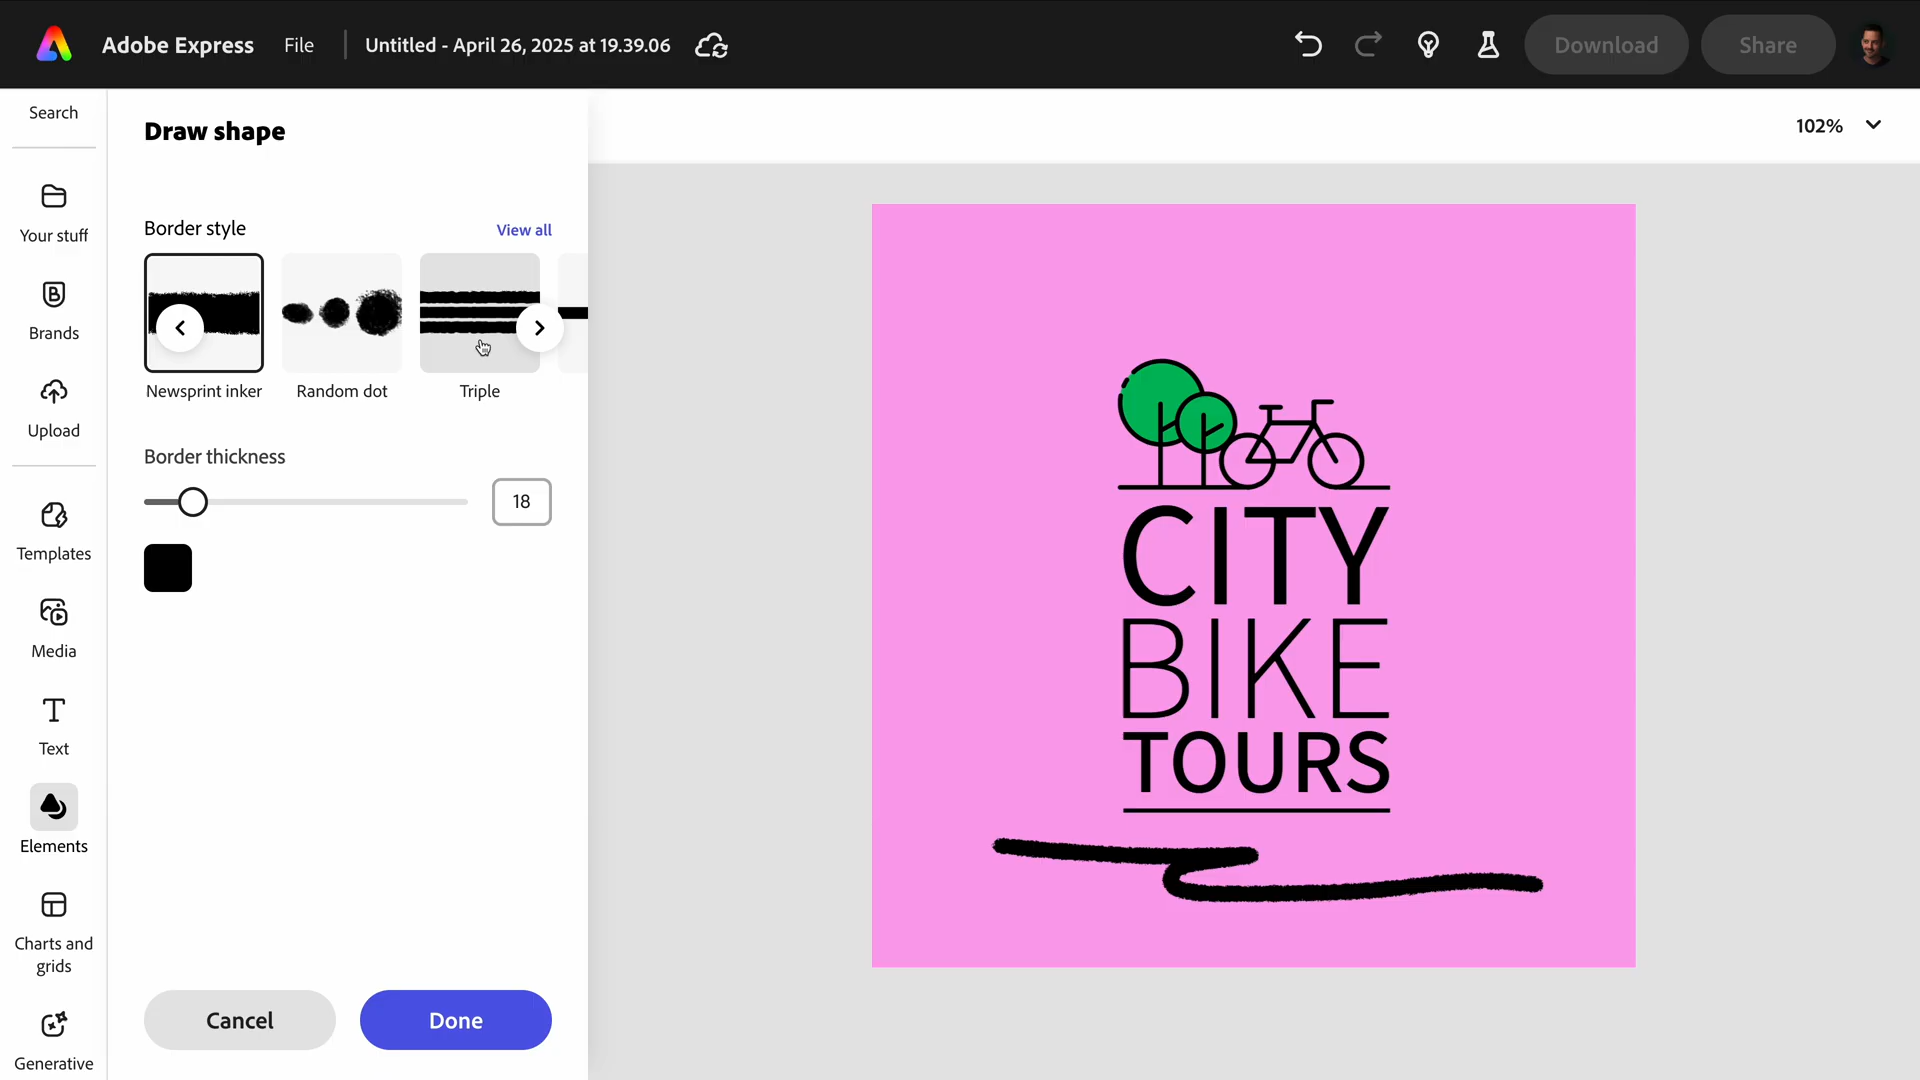 Adobe Express
File
Untitled - April 26, 2025 at 19.39.06
Download
Share
Search
Your stuff
Brands
Upload
Templates
Media
Text
Elements
Charts and
grids
Generative
Draw shape
Border style
View all
Newsprint inker
Random dot
Triple
Border thickness
18
Cancel
Done
102%
CITY
BIKE
TOURS